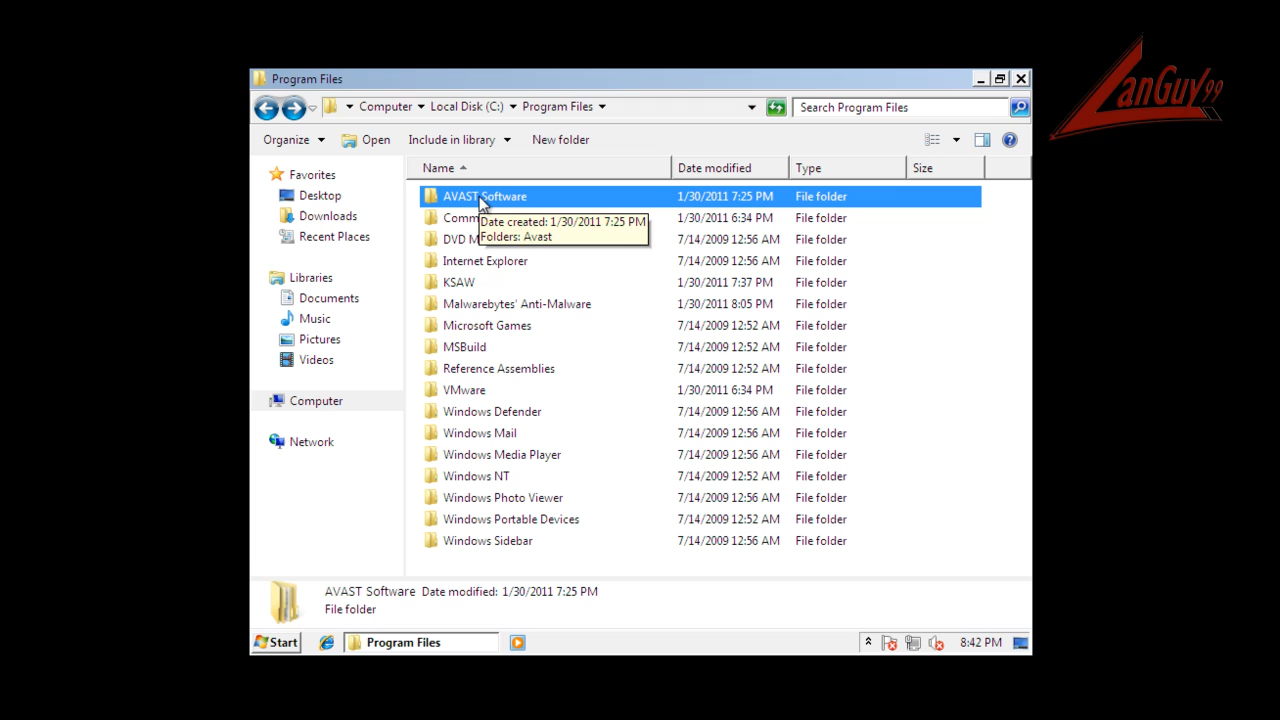 LanGuy99
Program Files
Computer Local Disk (C:) Program Files Search Program Files
Organize Open Include in library New folder
Name Date modified Type Size
Favorites
Desktop
Downloads
Recent Places
Libraries
Documents
Music
Pictures
Videos
Computer
Network
AVAST Software 1/30/2011 7:25 PM File folder
Comm 1/30/2011 6:34 PM File folder
Date created: 1/30/2011 7:25 PM
Folders: Avast
DVD M 7/14/2009 12:56 AM File folder
Internet Explorer 7/14/2009 12:56 AM File folder
KSAW 1/30/2011 7:37 PM File folder
Malwarebytes' Anti-Malware 1/30/2011 8:05 PM File folder
Microsoft Games 7/14/2009 12:52 AM File folder
MSBuild 7/14/2009 12:52 AM File folder
Reference Assemblies 7/14/2009 12:52 AM File folder
VMware 1/30/2011 6:34 PM File folder
Windows Defender 7/14/2009 12:56 AM File folder
Windows Mail 7/14/2009 12:56 AM File folder
Windows Media Player 7/14/2009 12:56 AM File folder
Windows NT 7/14/2009 12:52 AM File folder
Windows Photo Viewer 7/14/2009 12:56 AM File folder
Windows Portable Devices 7/14/2009 12:52 AM File folder
Windows Sidebar 7/14/2009 12:56 AM File folder
AVAST Software Date modified: 1/30/2011 7:25 PM
File folder
Start Program Files 8:42 PM